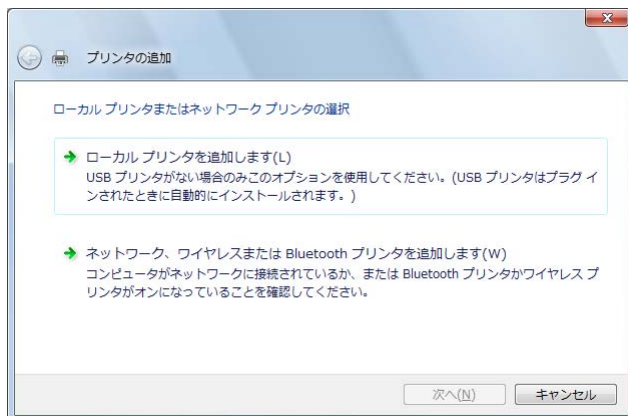 プリンタの追加
ローカル プリンタまたはネットワーク プリンタの選択
ローカル プリンタを追加します(L)
USB プリンタがない場合のみこのオプションを使用してください。(USB プリンタはプラグ イ
ンされたときに自動的にインストールされます。)
ネットワーク、ワイヤレスまたは Bluetooth プリンタを追加します(W)
コンピュータがネットワークに接続されているか、または Bluetooth プリンタかワイヤレス プ
リンタがオンになっていることを確認してください。
次へ(N) キャンセル